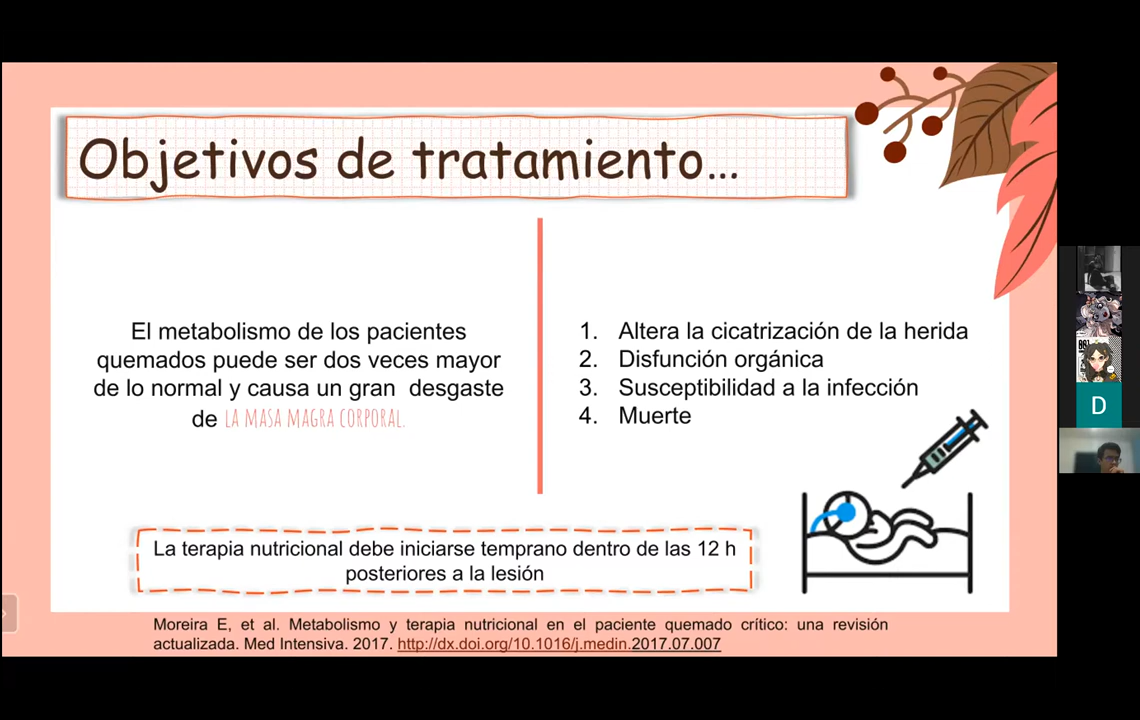 Objetivos de tratamiento...
El metabolismo de los pacientes
quemados puede ser dos veces mayor
de lo normal y causa un gran desgaste
de LA MASA MAGRA CORPORAL.
1. Altera la cicatrización de la herida
2. Disfunción orgánica
3. Susceptibilidad a la infección
4. Muerte
La terapia nutricional debe iniciarse temprano dentro de las 12 h
posteriores a la lesión
Moreira E, et al. Metabolismo y terapia nutricional en el paciente quemado crítico: una revisión
actualizada. Med Intensiva. 2017. http://dx.doi.org/10.1016/j.medin.2017.07.007
D